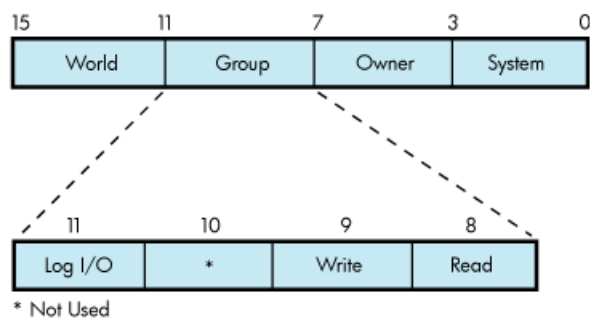 15 11 7 3 0
World Group Owner System
11 10 9 8
Log I/O * Write Read
* Not Used